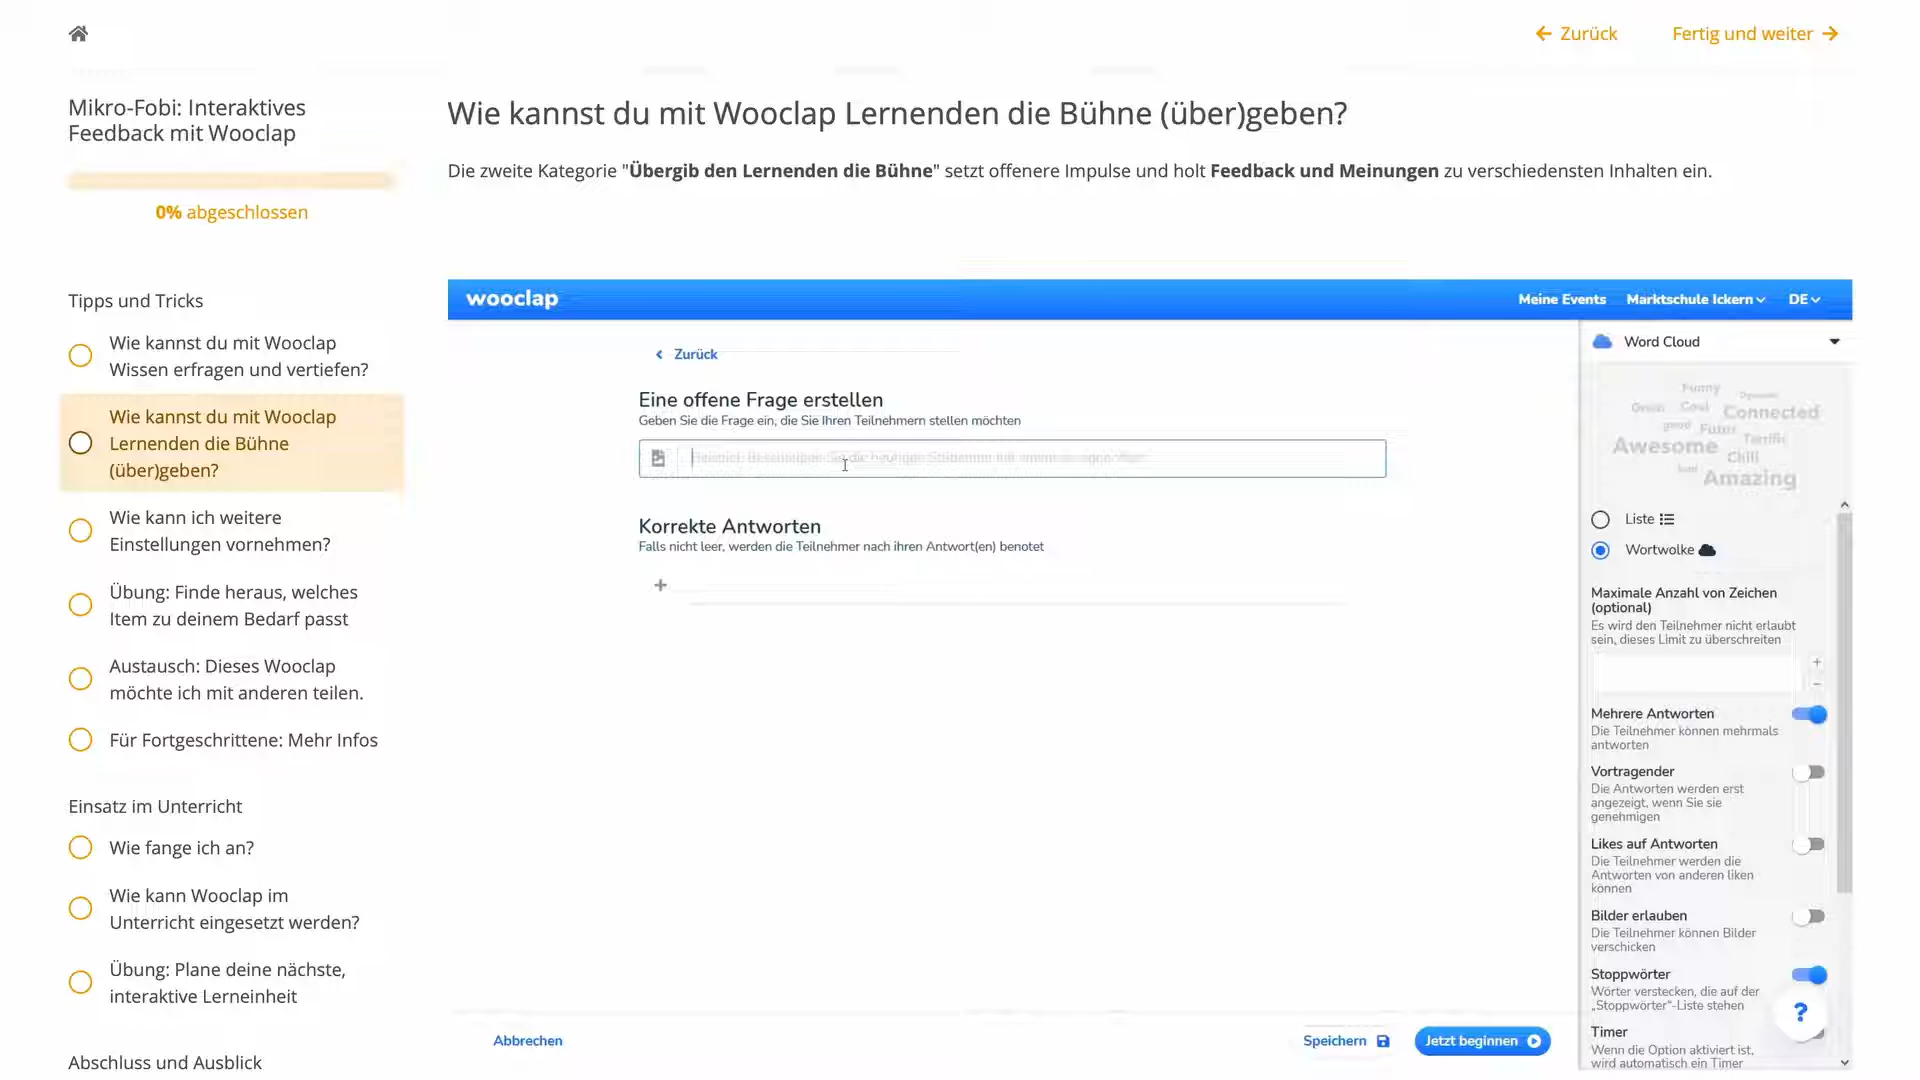 Zurück
Fertig und weiter
Mikro-Fobi: Interaktives
Feedback mit Wooclap
0% abgeschlossen
Tipps und Tricks
Wie kannst du mit Wooclap
Wissen erfragen und vertiefen?
Wie kannst du mit Wooclap
Lernenden die Bühne
(über)geben?
Wie kann ich weitere
Einstellungen vornehmen?
Übung: Finde heraus, welches
Item zu deinem Bedarf passt
Austausch: Dieses Wooclap
möchte ich mit anderen teilen.
Für Fortgeschrittene: Mehr Infos
Einsatz im Unterricht
Wie fange ich an?
Wie kann Wooclap im
Unterricht eingesetzt werden?
Übung: Plane deine nächste,
interaktive Lerneinheit
Abschluss und Ausblick
Wie kannst du mit Wooclap Lernenden die Bühne (über)geben?
Die zweite Kategorie "Übergib den Lernenden die Bühne" setzt offenere Impulse und holt Feedback und Meinungen zu verschiedensten Inhalten ein.
wooclap
Meine Events
Marktschule Ickern
DE
Zurück
Eine offene Frage erstellen
Geben Sie die Frage ein, die Sie Ihren Teilnehmern stellen möchten
Korrekte Antworten
Falls nicht leer, werden die Teilnehmer nach ihren Antwort(en) benotet
+
Abbrechen
Speichern
Jetzt beginnen
Word Cloud
Funny
Great Cool Connected
good Future Terrific
Awesome Chill
Amazing
Liste
Wortwolke
Maximale Anzahl von Zeichen
(optional)
Es wird den Teilnehmer nicht erlaubt
sein, dieses Limit zu überschreiten
+
-
Mehrere Antworten
Die Teilnehmer können mehrmals
antworten
Vortragender
Die Antworten werden erst
angezeigt, wenn Sie sie
genehmigen
Likes auf Antworten
Die Teilnehmer werden die
Antworten von anderen liken
können
Bilder erlauben
Die Teilnehmer können Bilder
verschicken
Stoppwörter
Wörter verstecken, die auf der
„Stoppwörter“-Liste stehen
?
Timer
Wenn die Option aktiviert ist,
wird automatisch ein Timer